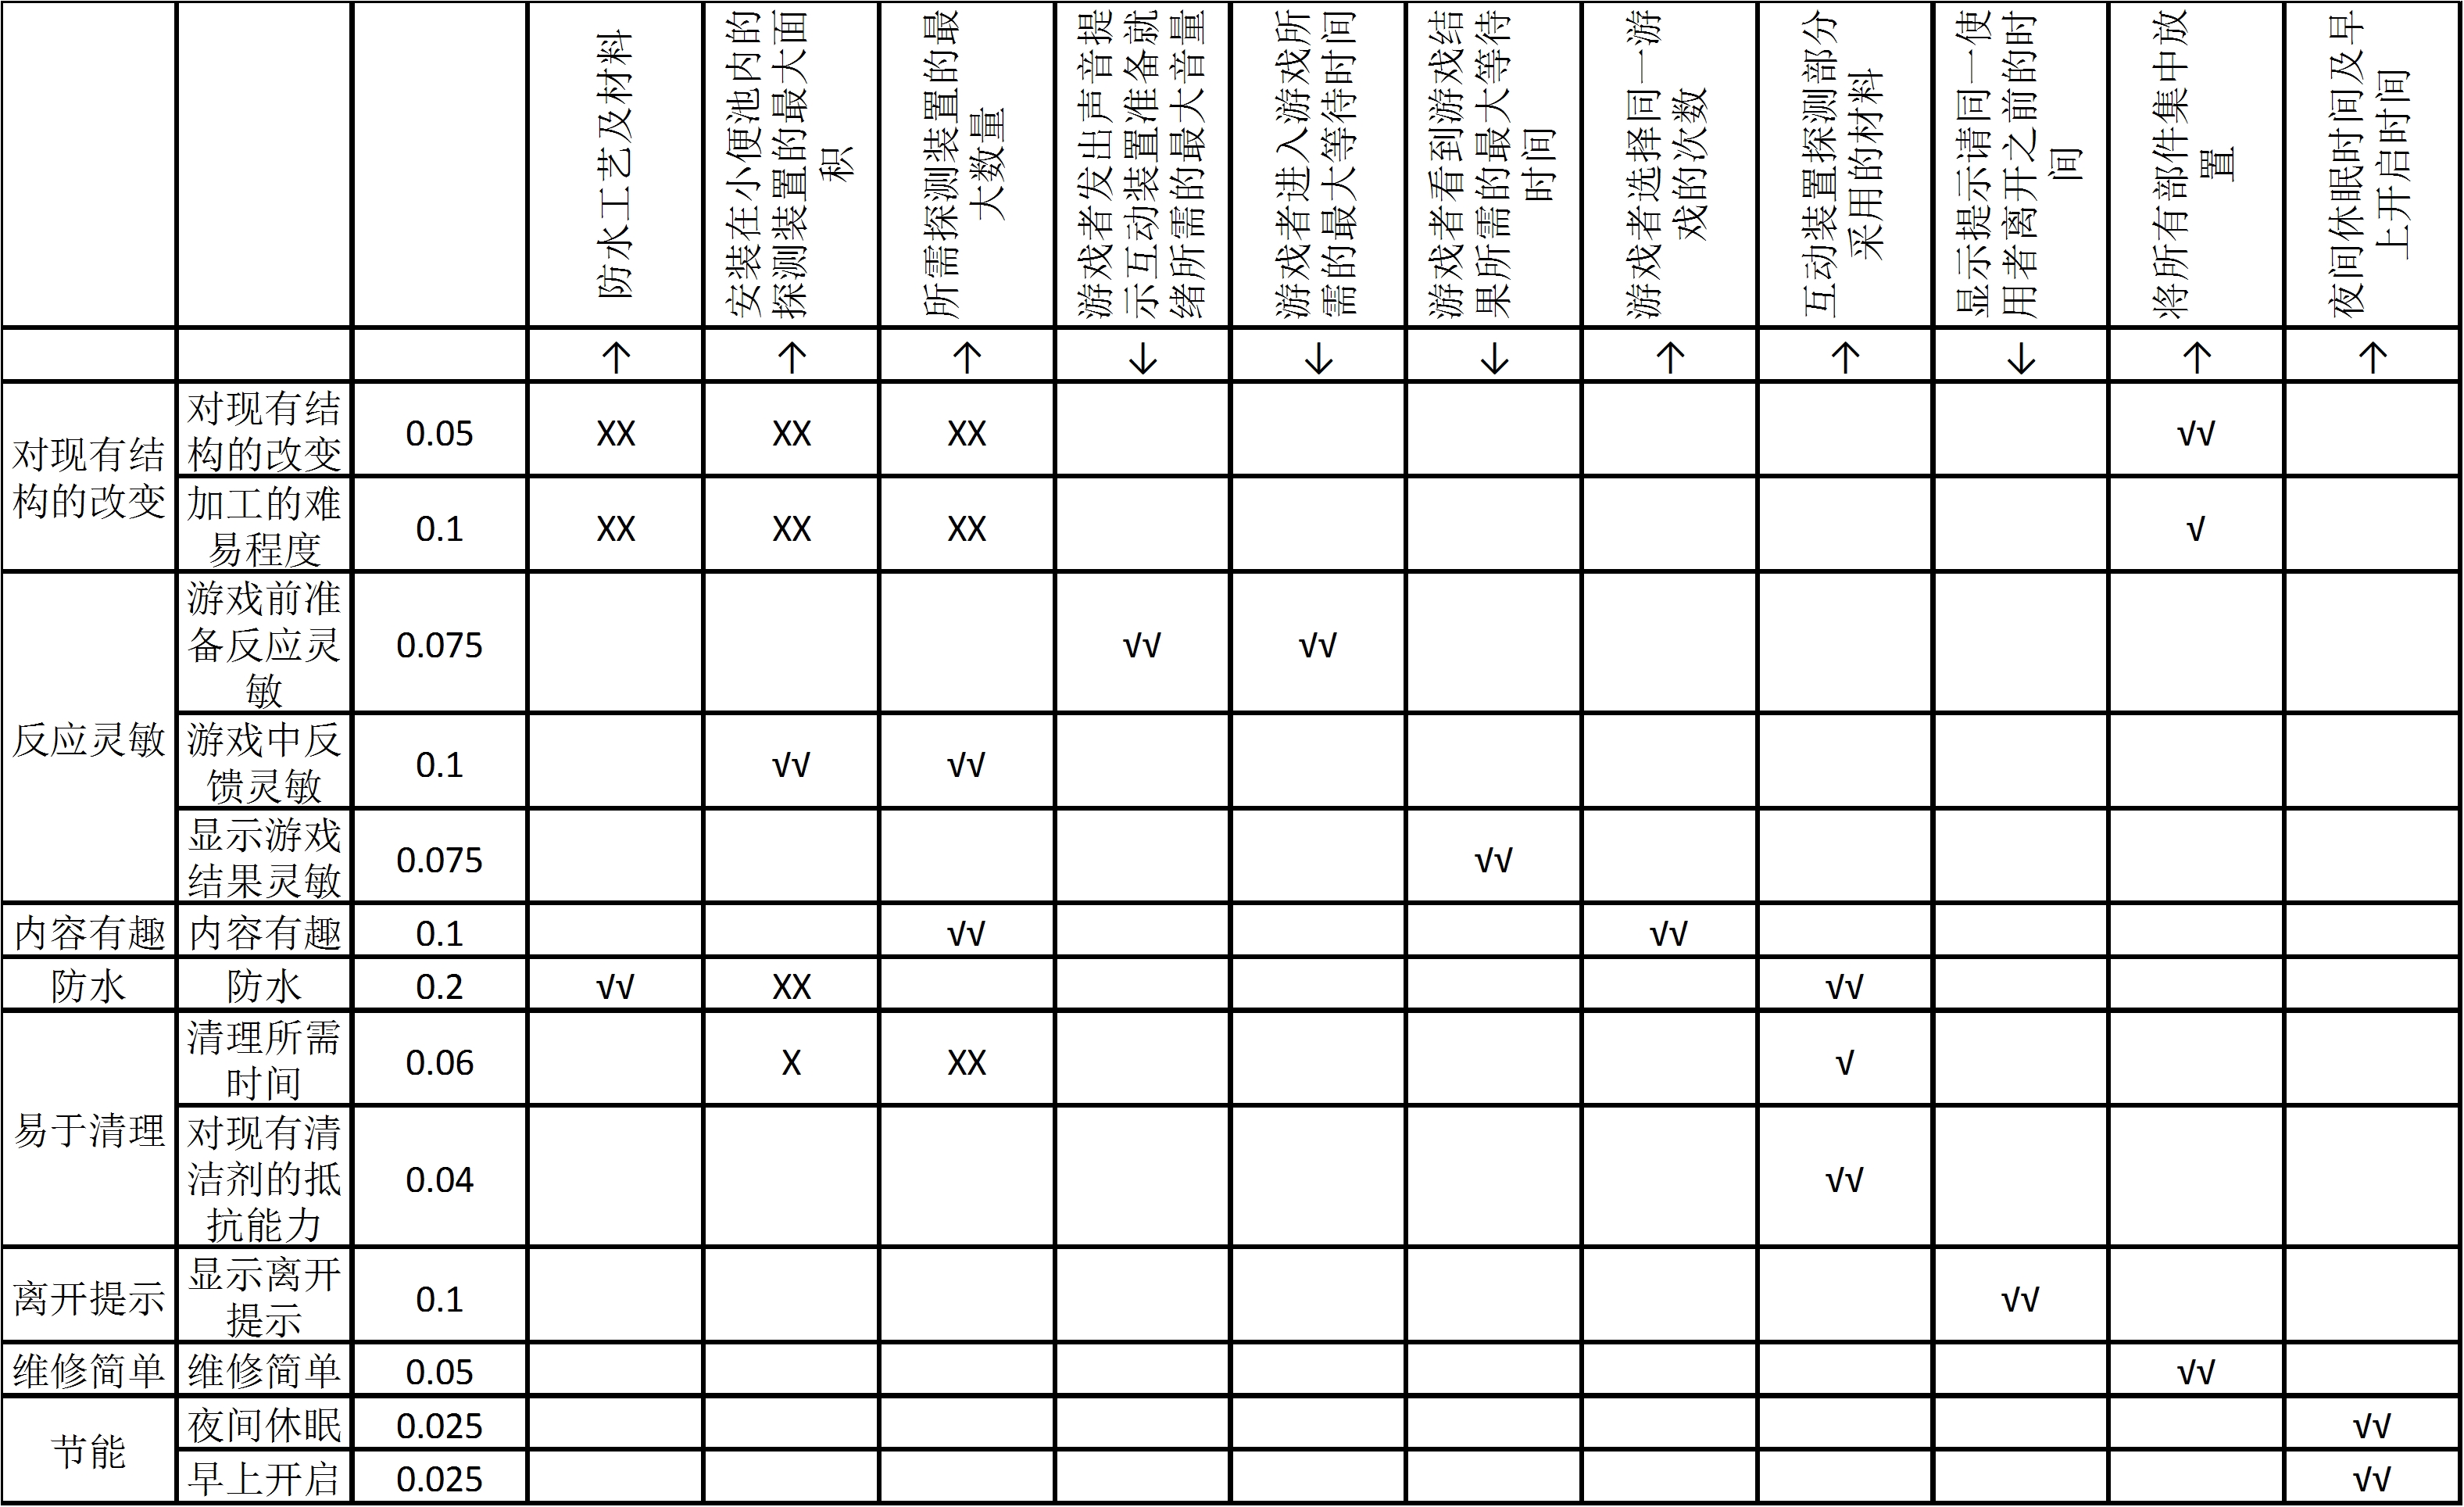 防水工艺及材料
安装在小便池内的
探测装置的最大面
积
所需探测装置的最
大数量
游戏者发出声音提
示互动装置准备就
绪所需的最大音量
游戏者进入游戏所
需的最大等待时间
游戏者看到游戏结
果所需的最大等待
时间
游戏者选择同一游
戏的次数
互动装置探测部分
采用的材料
显示提示请同一使
用者离开之前的时
间
将所有部件集中放
置
夜间休眠时间及早
上开启时间
↑ ↑ ↑ ↓ ↓ ↓ ↑ ↑ ↓ ↑ ↑
对现有结
构的改变
对现有结
构的改变
0.05 XX XX XX √√
加工的难
易程度
0.1 XX XX XX √
反应灵敏
游戏前准
备反应灵
敏
0.075 √√ √√
游戏中反
馈灵敏
0.1 √√ √√
显示游戏
结果灵敏
0.075 √√
内容有趣 内容有趣 0.1 √√ √√
防水 防水 0.2 √√ XX √√
易于清理
清理所需
时间
0.06 X XX √
对现有清
洁剂的抵
抗能力
0.04 √√
离开提示
显示离开
提示
0.1 √√
维修简单 维修简单 0.05 √√
节能
夜间休眠 0.025 √√
早上开启 0.025 √√